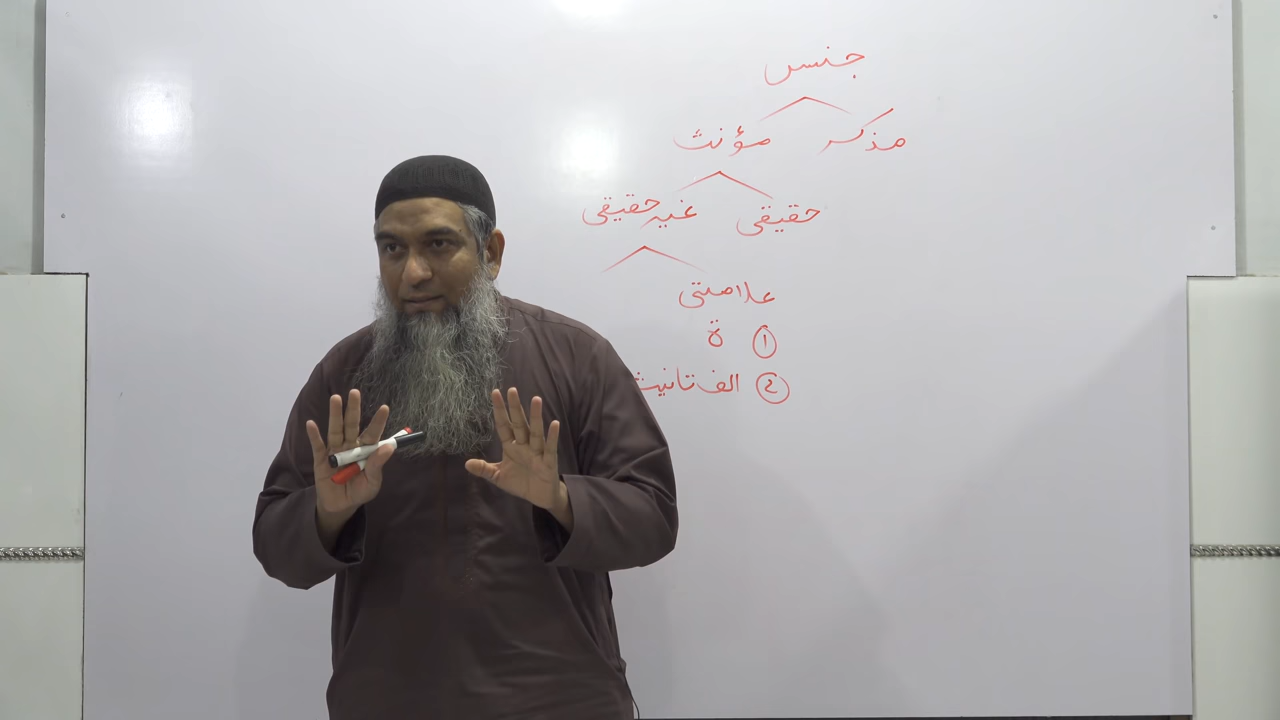 جنس
مذکر مؤنث
حقیقی غیر حقیقی
علامتی
① ة
② الف تانیث